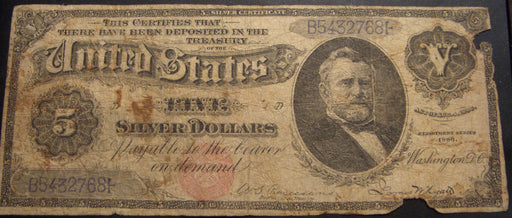 SILVER CERTIFICATE
B5432768
THIS CERTIFIES THAT
THERE HAVE BEEN DEPOSITED IN THE
TREASURY
OF THE
United States
V
5
FIVE
SILVER DOLLARS
Payable to the bearer
on demand
DEPARTMENT SERIES
Washington, D.C.
B5432768